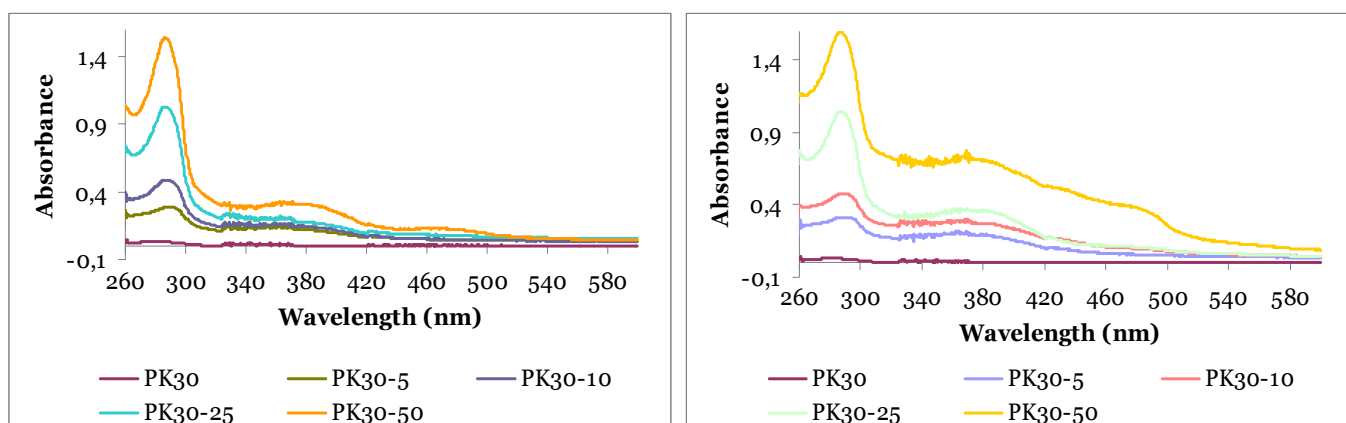 Absorbance
1,4
0,9
0,4
-0,1
260 300 340 380 420 460 500 540 580
Wavelength (nm)
PK30 PK30-5 PK30-10
PK30-25 PK30-50
Absorbance
1,4
0,9
0,4
-0,1
260 300 340 380 420 460 500 540 580
Wavelength (nm)
PK30 PK30-5 PK30-10
PK30-25 PK30-50